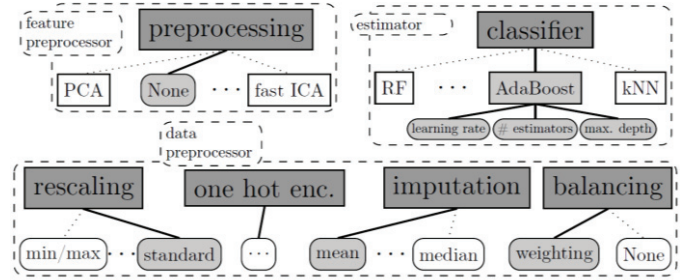 feature
preprocessor
preprocessing
PCA
None
· · ·
fast ICA
estimator
classifier
RF
· · ·
AdaBoost
kNN
learning rate
# estimators
max. depth
data
preprocessor
rescaling
one hot enc.
imputation
balancing
min/max
· · ·
standard
· · ·
mean
· · ·
median
weighting
None